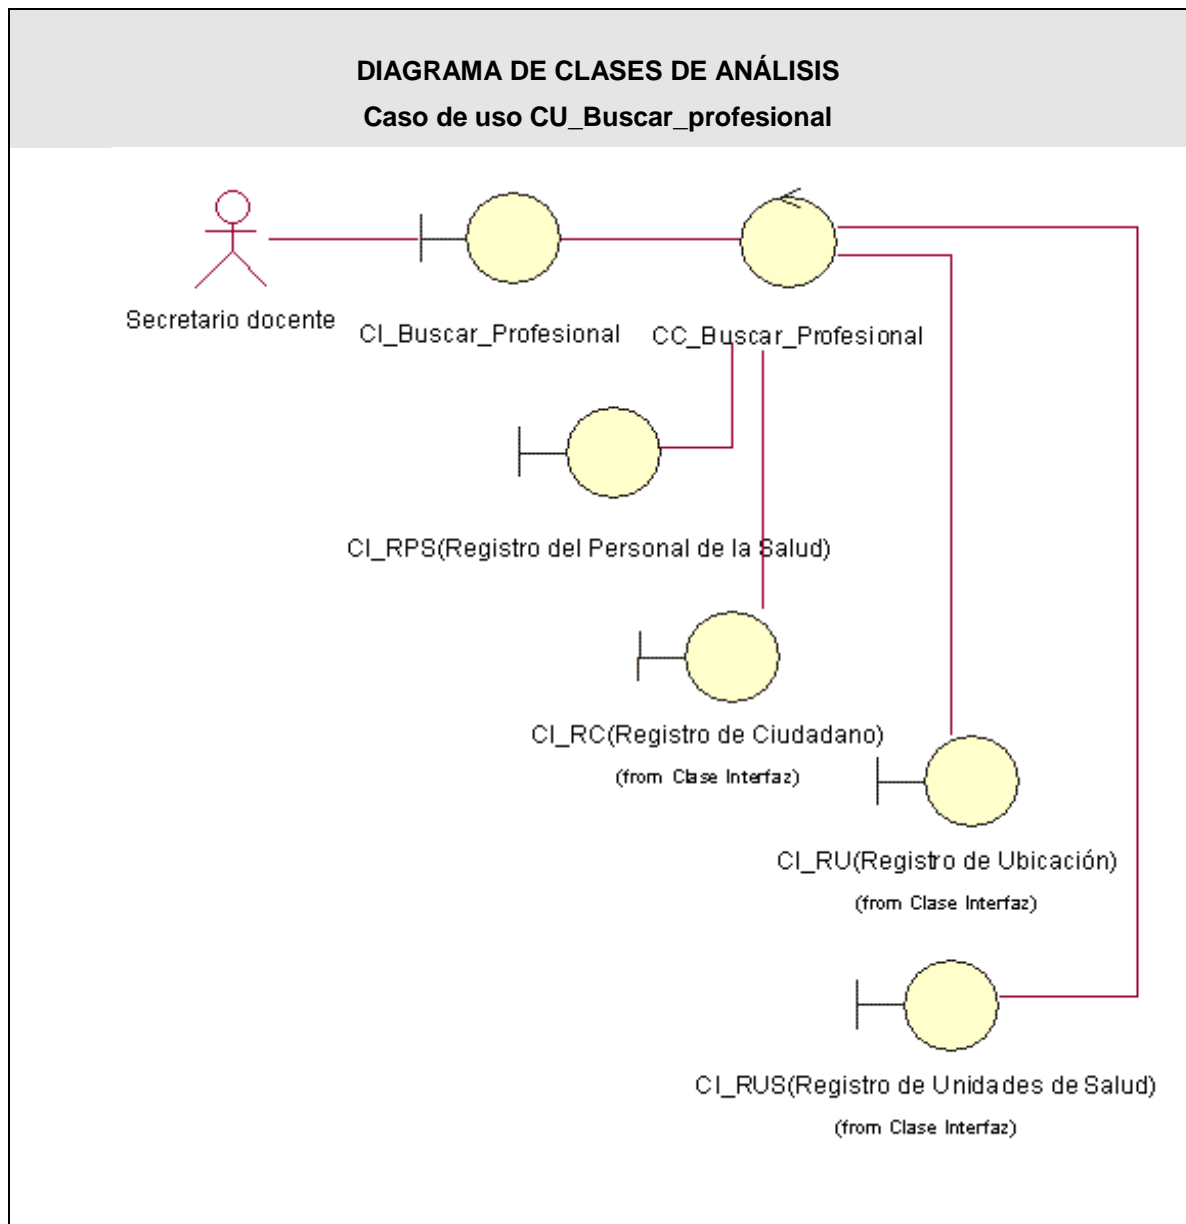 DIAGRAMA DE CLASES DE ANÁLISIS
Caso de uso CU_Buscar_profesional
Secretario docente
CI_Buscar_Profesional
CC_Buscar_Profesional
CI_RPS(Registro del Personal de la Salud)
CI_RC(Registro de Ciudadano)
(from Clase Interfaz)
CI_RU(Registro de Ubicación)
(from Clase Interfaz)
CI_RUS(Registro de Unidades de Salud)
(from Clase Interfaz)